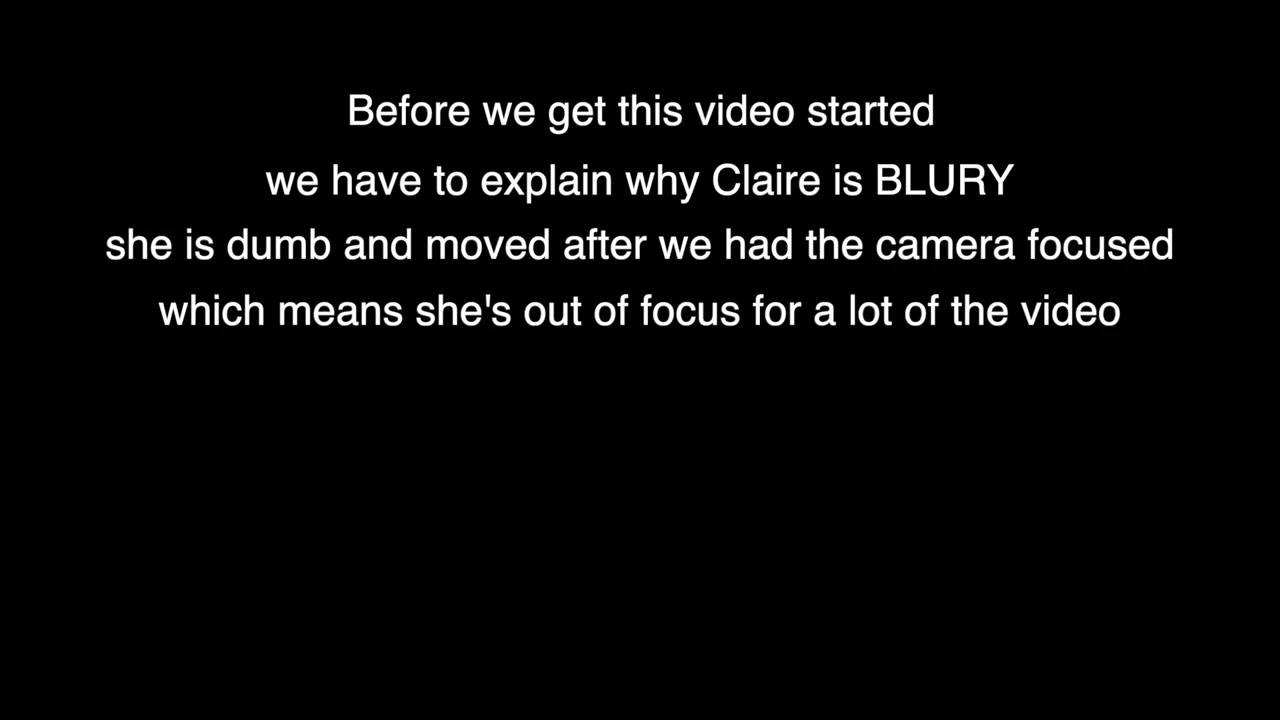 Before we get this video started
we have to explain why Claire is BLURY
she is dumb and moved after we had the camera focused
which means she's out of focus for a lot of the video